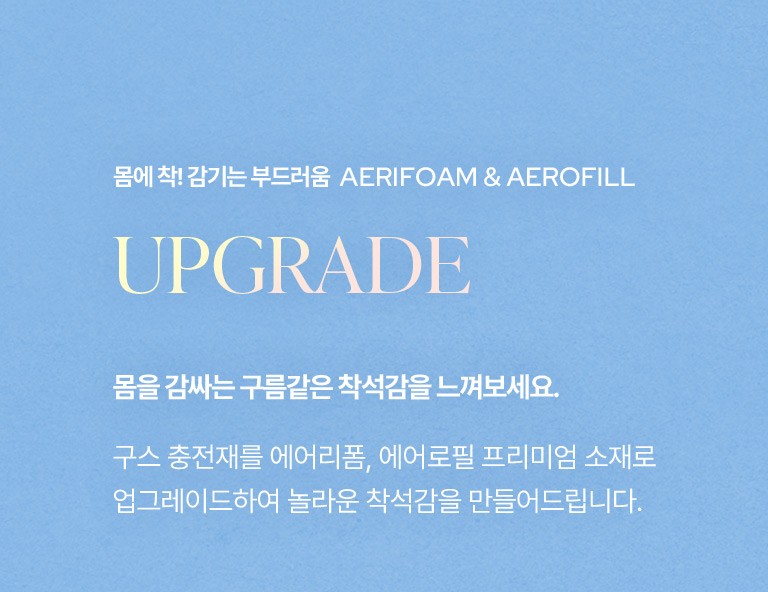 몸에 착! 감기는 부드러움 AERIFOAM & AEROFILL
UPGRADE
몸을 감싸는 구름같은 착석감을 느껴보세요.
구스 충전재를 에어리폼, 에어로필 프리미엄 소재로
업그레이드하여 놀라운 착석감을 만들어드립니다.